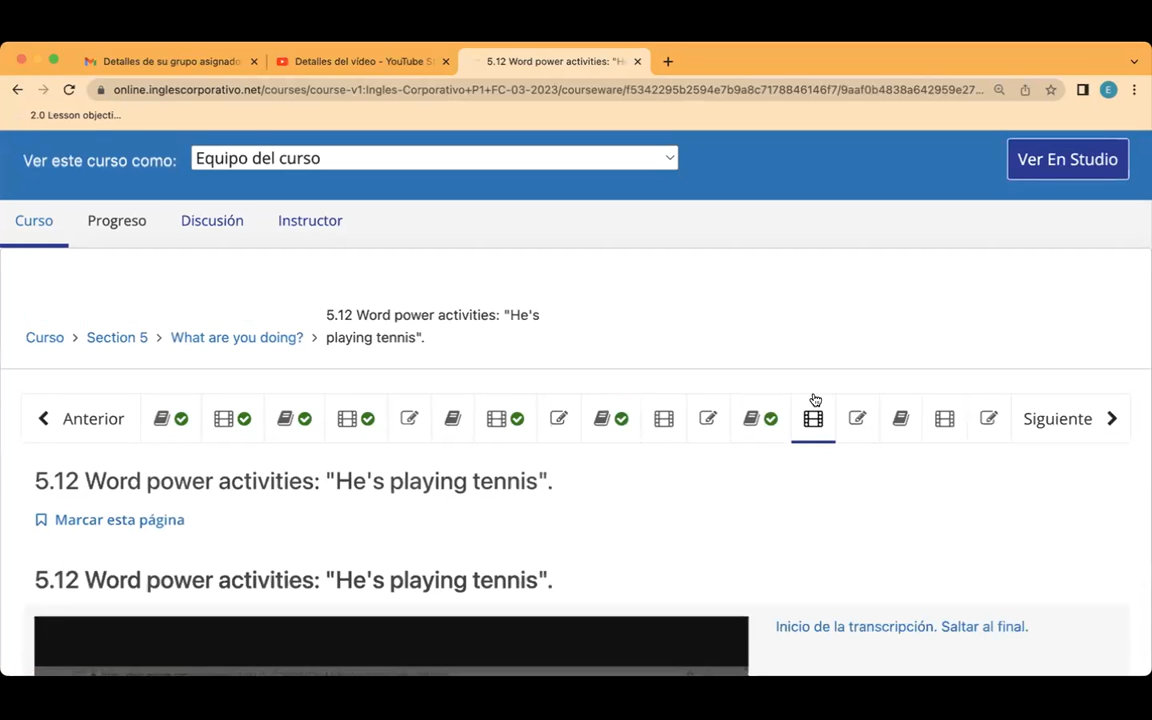 Detalles de su grupo asignado
Detalles del vídeo - YouTube S
5.12 Word power activities: "He
online.inglescorporativo.net/courses/course-v1:Ingles-Corporativo+P1+FC-03-2023/courseware/f5342295b2594e7b9a8c7178846146f7/9aaf0b4838a642959e27...
E
2.0 Lesson objecti...
Ver este curso como:
Equipo del curso
Ver En Studio
Curso
Progreso
Discusión
Instructor
Curso > Section 5 > What are you doing? >
5.12 Word power activities: "He's
playing tennis".
Anterior
Siguiente
5.12 Word power activities: "He's playing tennis".
Marcar esta página
5.12 Word power activities: "He's playing tennis".
Inicio de la transcripción. Saltar al final.